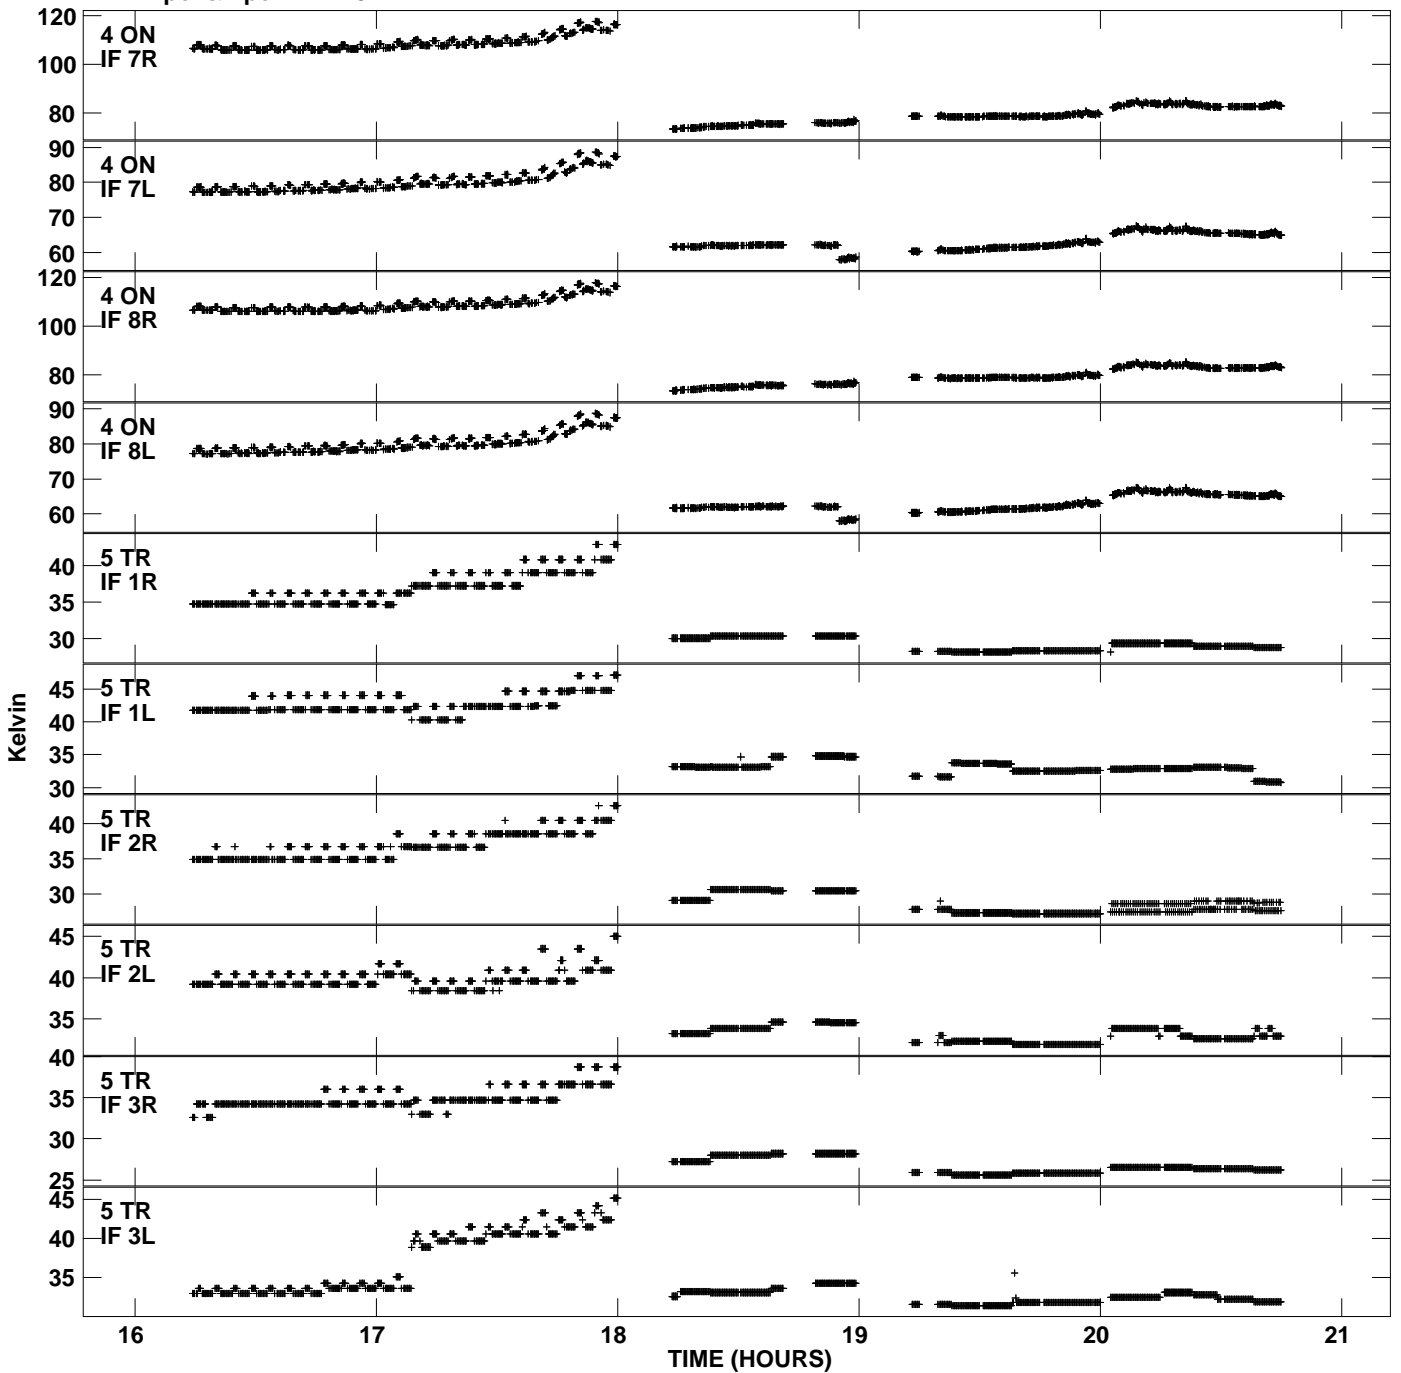 120
4 ON
IF 7R
100
80
90
4 ON
IF 7L
80
70
60
120
4 ON
IF 8R
100
80
90
4 ON
IF 8L
80
70
60
5 TR
IF 1R
40
35
30
5 TR
IF 1L
45
40
35
30
5 TR
IF 2R
40
35
30
5 TR
IF 2L
45
40
35
40
5 TR
IF 3R
35
30
25
5 TR
IF 3L
45
40
35
Kelvin
16 17 18 19 20 21
TIME (HOURS)